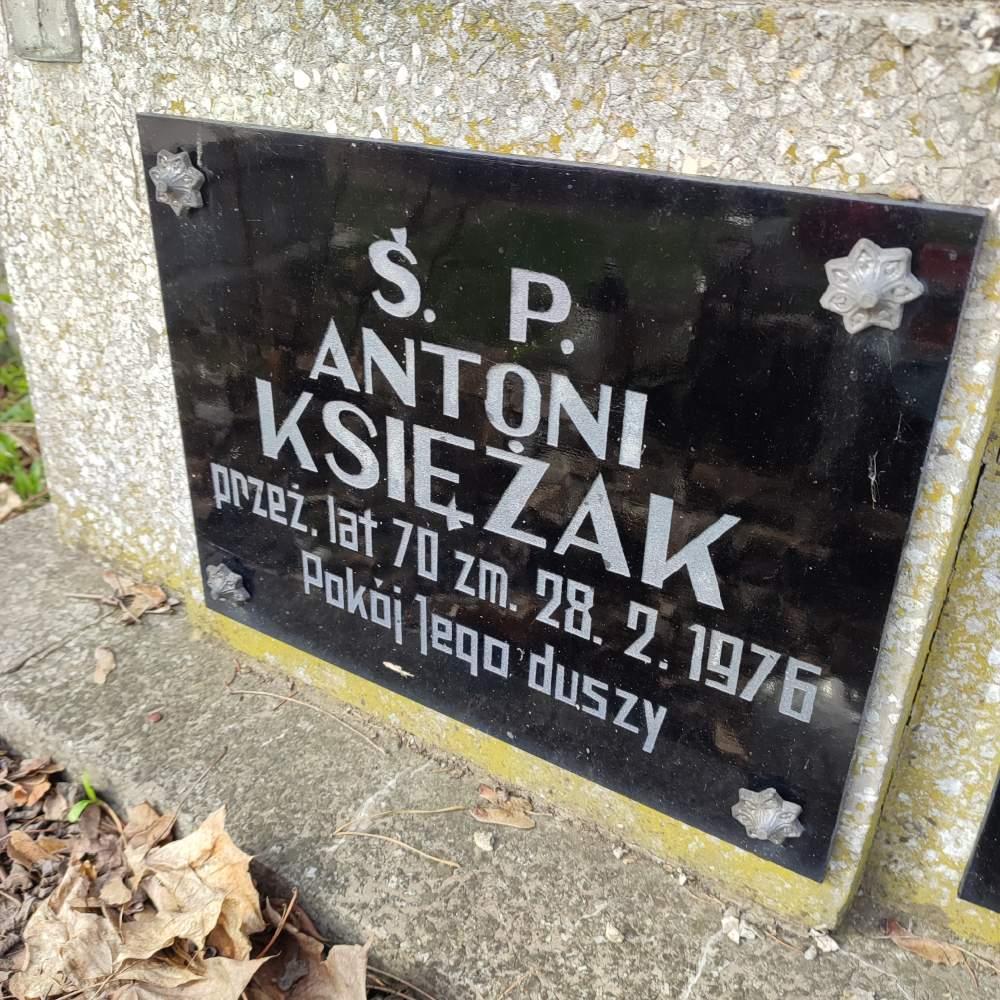 Ś. P.
ANTONI
KSIĘŻAK
przeż. lat 70 zm. 28. 2. 1976
Pokój Jego duszy